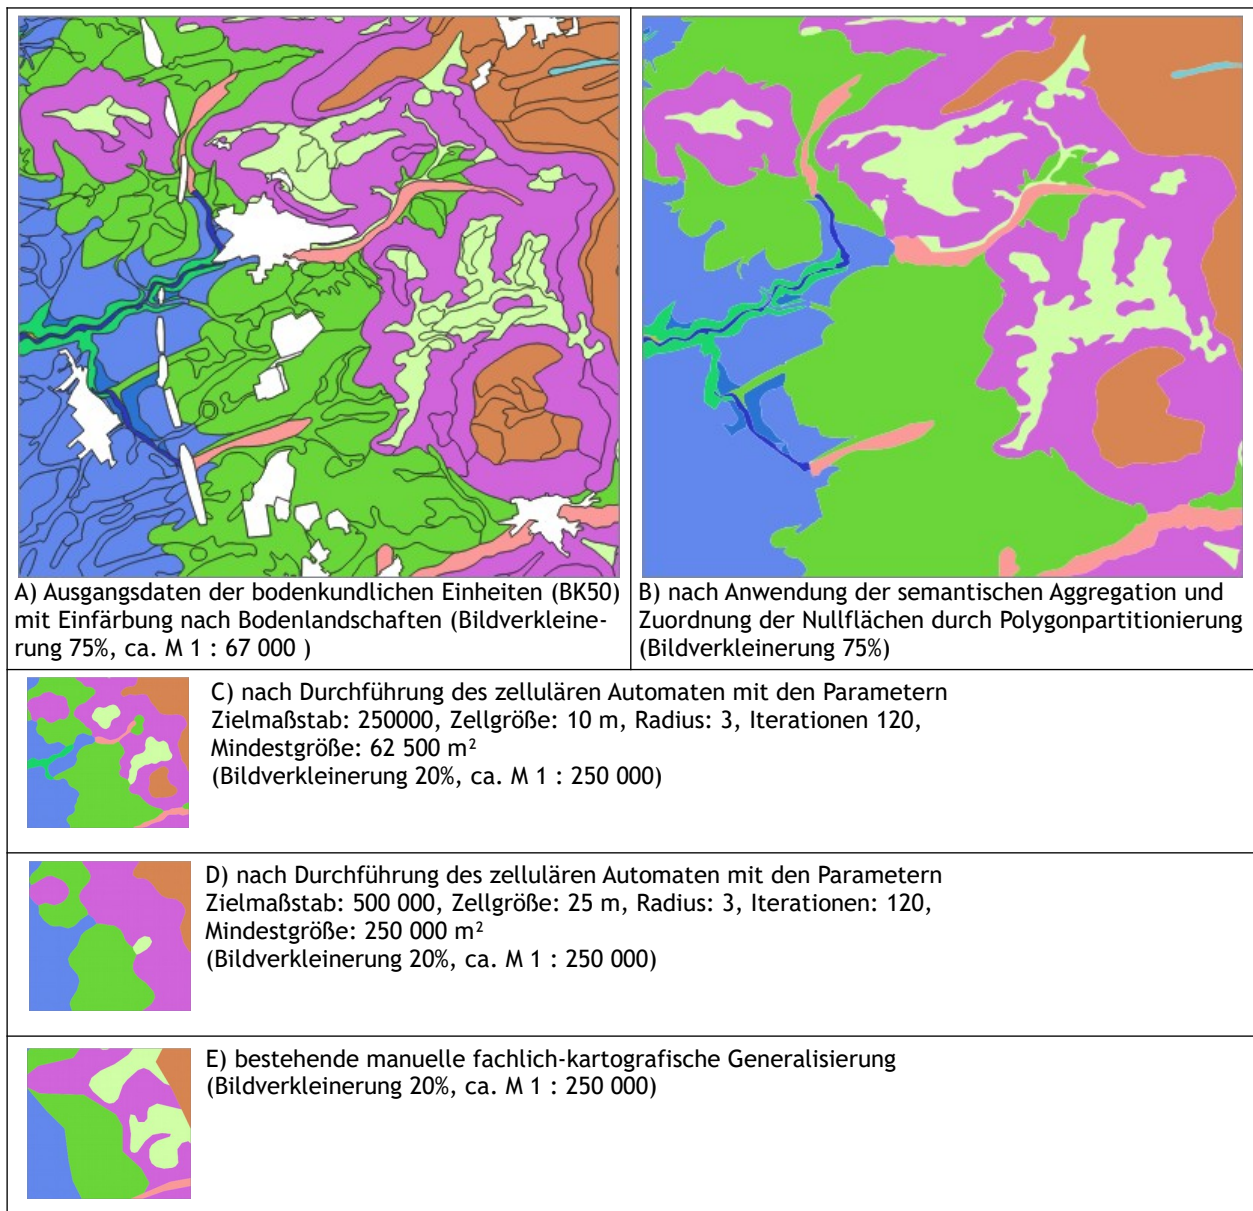 A) Ausgangsdaten der bodenkundlichen Einheiten (BK50)
mit Einfärbung nach Bodenlandschaften (Bildverkleine-
rung 75%, ca. M 1 : 67 000 )
B) nach Anwendung der semantischen Aggregation und
Zuordnung der Nullflächen durch Polygonpartitionierung
(Bildverkleinerung 75%)
C) nach Durchführung des zellulären Automaten mit den Parametern
Zielmaßstab: 250000, Zellgröße: 10 m, Radius: 3, Iterationen 120,
Mindestgröße: 62 500 m²
(Bildverkleinerung 20%, ca. M 1 : 250 000)
D) nach Durchführung des zellulären Automaten mit den Parametern
Zielmaßstab: 500 000, Zellgröße: 25 m, Radius: 3, Iterationen: 120,
Mindestgröße: 250 000 m²
(Bildverkleinerung 20%, ca. M 1 : 250 000)
E) bestehende manuelle fachlich-kartografische Generalisierung
(Bildverkleinerung 20%, ca. M 1 : 250 000)